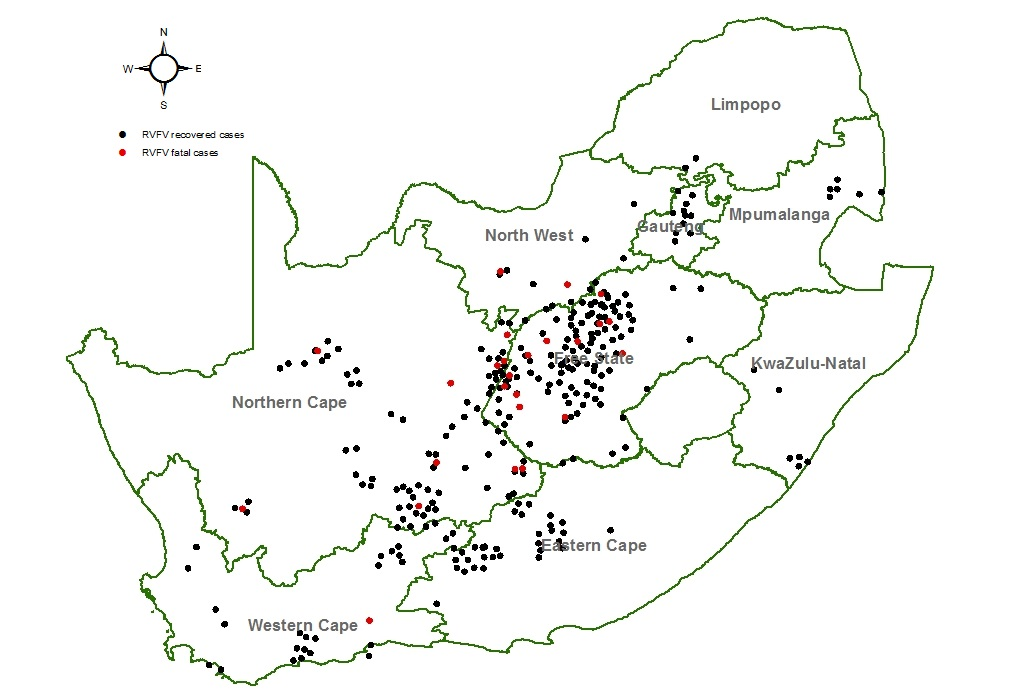 N
W E
S
RVFV recovered cases
RVFV fatal cases
Limpopo
Mpumalanga
Gauteng
North West
Free State
KwaZulu-Natal
Northern Cape
Eastern Cape
Western Cape